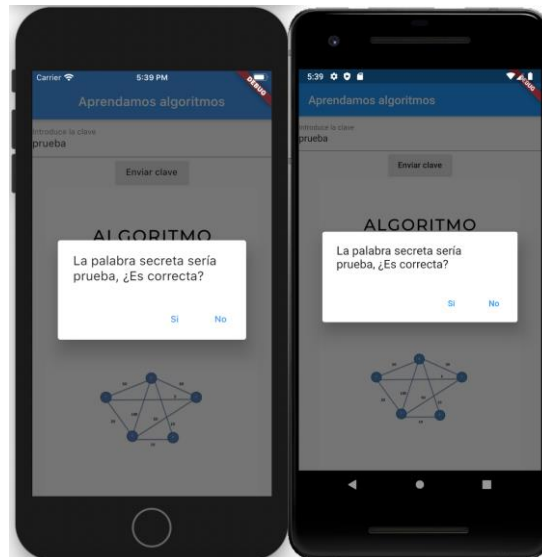 Carrier
5:39 PM
DEBUG
Aprendamos algoritmos
Introduce la clave
prueba
Enviar clave
ALGORITMO
La palabra secreta sería
prueba, ¿Es correcta?
Si No
5:39
DEBUG
Aprendamos algoritmos
Introduce la clave
prueba
Enviar clave
ALGORITMO
La palabra secreta sería
prueba, ¿Es correcta?
Si No